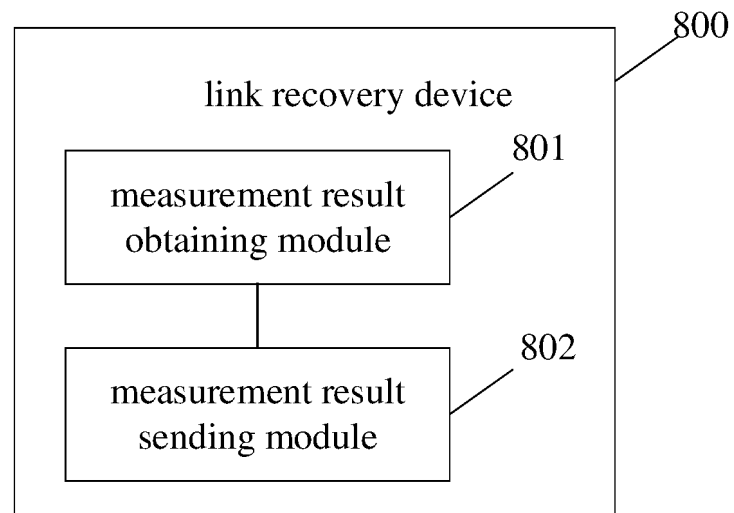 800
link recovery device
801
measurement result
obtaining module
802
measurement result
sending module